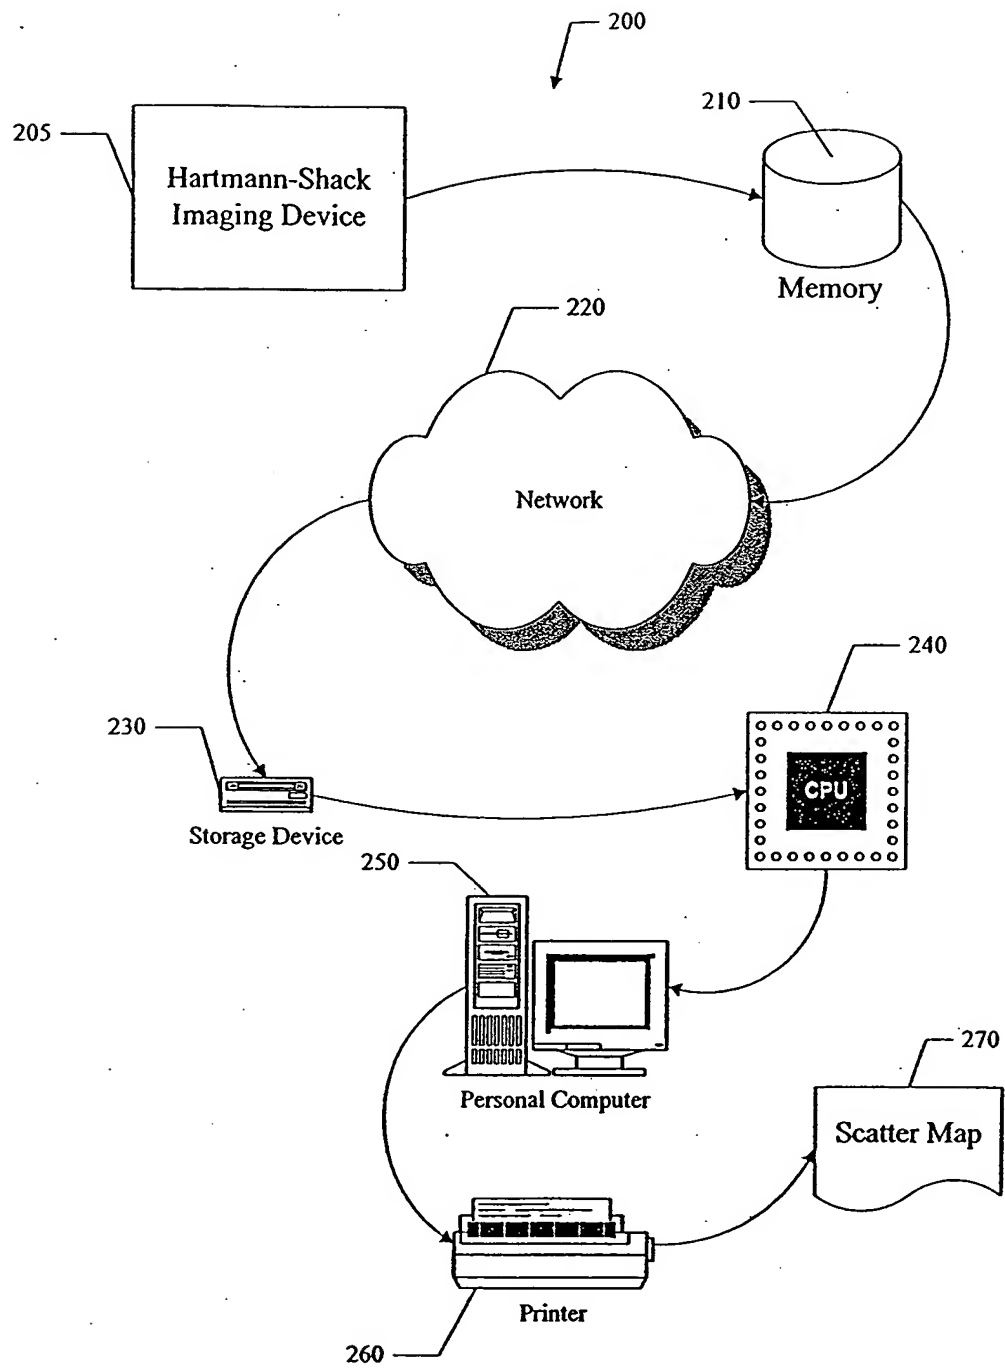 200
210
205
Hartmann-Shack
Imaging Device
Memory
220
Network
240
230
CPU
Storage Device
250
270
Personal Computer
Scatter Map
Printer
260